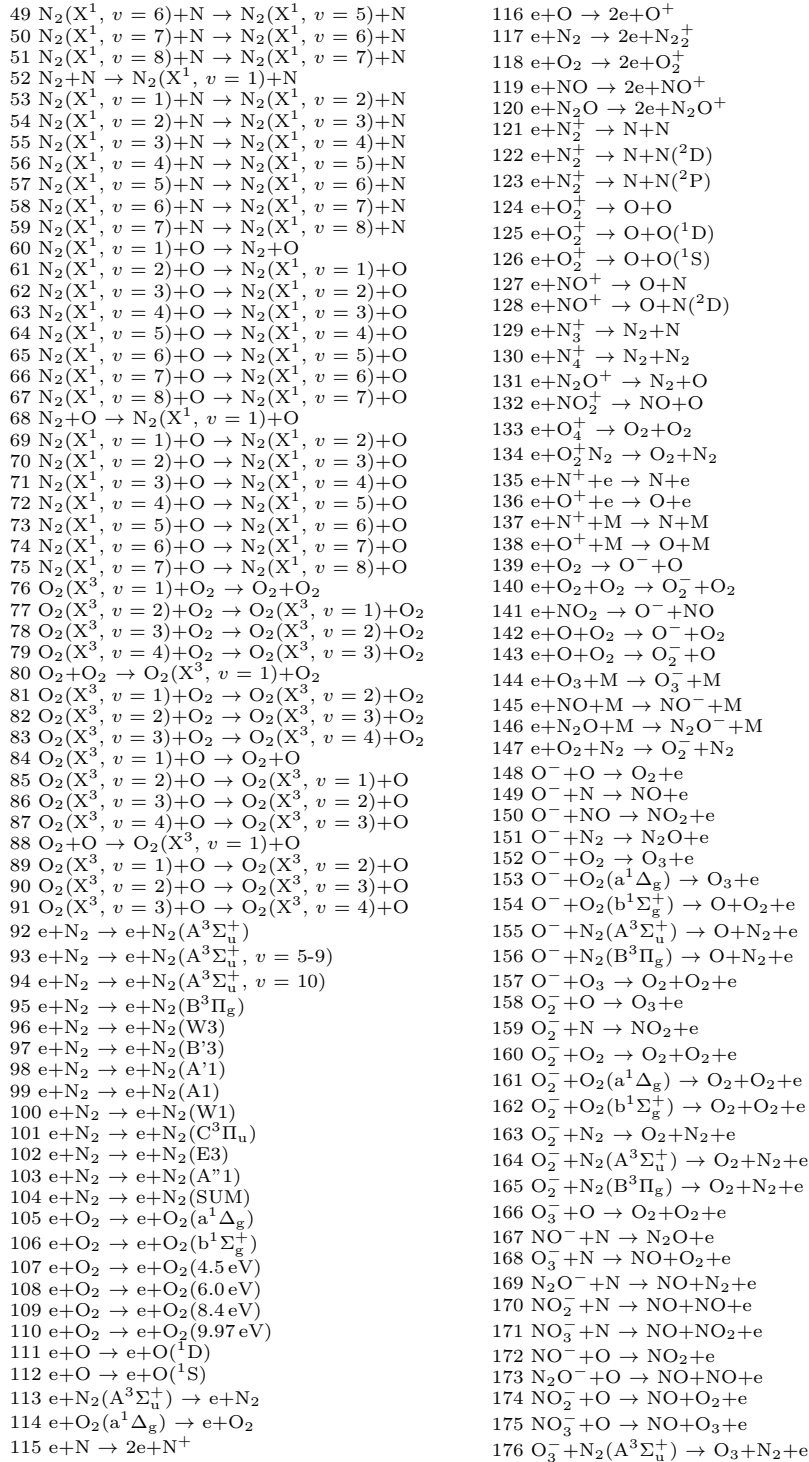 49 N₂(X¹, v = 6)+N → N₂(X¹, v = 5)+N
50 N₂(X¹, v = 7)+N → N₂(X¹, v = 6)+N
51 N₂(X¹, v = 8)+N → N₂(X¹, v = 7)+N
52 N₂+N → N₂(X¹, v = 1)+N
53 N₂(X¹, v = 1)+N → N₂(X¹, v = 2)+N
54 N₂(X¹, v = 2)+N → N₂(X¹, v = 3)+N
55 N₂(X¹, v = 3)+N → N₂(X¹, v = 4)+N
56 N₂(X¹, v = 4)+N → N₂(X¹, v = 5)+N
57 N₂(X¹, v = 5)+N → N₂(X¹, v = 6)+N
58 N₂(X¹, v = 6)+N → N₂(X¹, v = 7)+N
59 N₂(X¹, v = 7)+N → N₂(X¹, v = 8)+N
60 N₂(X¹, v = 1)+O → N₂+O
61 N₂(X¹, v = 2)+O → N₂(X¹, v = 1)+O
62 N₂(X¹, v = 3)+O → N₂(X¹, v = 2)+O
63 N₂(X¹, v = 4)+O → N₂(X¹, v = 3)+O
64 N₂(X¹, v = 5)+O → N₂(X¹, v = 4)+O
65 N₂(X¹, v = 6)+O → N₂(X¹, v = 5)+O
66 N₂(X¹, v = 7)+O → N₂(X¹, v = 6)+O
67 N₂(X¹, v = 8)+O → N₂(X¹, v = 7)+O
68 N₂+O → N₂(X¹, v = 1)+O
69 N₂(X¹, v = 1)+O → N₂(X¹, v = 2)+O
70 N₂(X¹, v = 2)+O → N₂(X¹, v = 3)+O
71 N₂(X¹, v = 3)+O → N₂(X¹, v = 4)+O
72 N₂(X¹, v = 4)+O → N₂(X¹, v = 5)+O
73 N₂(X¹, v = 5)+O → N₂(X¹, v = 6)+O
74 N₂(X¹, v = 6)+O → N₂(X¹, v = 7)+O
75 N₂(X¹, v = 7)+O → N₂(X¹, v = 8)+O
76 O₂(X³, v = 1)+O₂ → O₂+O₂
77 O₂(X³, v = 2)+O₂ → O₂(X³, v = 1)+O₂
78 O₂(X³, v = 3)+O₂ → O₂(X³, v = 2)+O₂
79 O₂(X³, v = 4)+O₂ → O₂(X³, v = 3)+O₂
80 O₂+O₂ → O₂(X³, v = 1)+O₂
81 O₂(X³, v = 1)+O₂ → O₂(X³, v = 2)+O₂
82 O₂(X³, v = 2)+O₂ → O₂(X³, v = 3)+O₂
83 O₂(X³, v = 3)+O₂ → O₂(X³, v = 4)+O₂
84 O₂(X³, v = 1)+O → O₂+O
85 O₂(X³, v = 2)+O → O₂(X³, v = 1)+O
86 O₂(X³, v = 3)+O → O₂(X³, v = 2)+O
87 O₂(X³, v = 4)+O → O₂(X³, v = 3)+O
88 O₂+O → O₂(X³, v = 1)+O
89 O₂(X³, v = 1)+O → O₂(X³, v = 2)+O
90 O₂(X³, v = 2)+O → O₂(X³, v = 3)+O
91 O₂(X³, v = 3)+O → O₂(X³, v = 4)+O
92 e+N₂ → e+N₂(A³Σᵤ⁺)
93 e+N₂ → e+N₂(A³Σᵤ⁺, v = 5-9)
94 e+N₂ → e+N₂(A³Σᵤ⁺, v = 10)
95 e+N₂ → e+N₂(B³Π_g)
96 e+N₂ → e+N₂(W3)
97 e+N₂ → e+N₂(B'3)
98 e+N₂ → e+N₂(A'1)
99 e+N₂ → e+N₂(A1)
100 e+N₂ → e+N₂(W1)
101 e+N₂ → e+N₂(C³Πᵤ)
102 e+N₂ → e+N₂(E3)
103 e+N₂ → e+N₂(A”1)
104 e+N₂ → e+N₂(SUM)
105 e+O₂ → e+O₂(a¹Δ_g)
106 e+O₂ → e+O₂(b¹Σ_g⁺)
107 e+O₂ → e+O₂(4.5 eV)
108 e+O₂ → e+O₂(6.0 eV)
109 e+O₂ → e+O₂(8.4 eV)
110 e+O₂ → e+O₂(9.97 eV)
111 e+O → e+O(¹D)
112 e+O → e+O(¹S)
113 e+N₂(A³Σᵤ⁺) → e+N₂
114 e+O₂(a¹Δ_g) → e+O₂
115 e+N → 2e+N⁺
116 e+O → 2e+O⁺
117 e+N₂ → 2e+N₂₂⁺
118 e+O₂ → 2e+O₂⁺
119 e+NO → 2e+NO⁺
120 e+N₂O → 2e+N₂O⁺
121 e+N₂⁺ → N+N
122 e+N₂⁺ → N+N(²D)
123 e+N₂⁺ → N+N(²P)
124 e+O₂⁺ → O+O
125 e+O₂⁺ → O+O(¹D)
126 e+O₂⁺ → O+O(¹S)
127 e+NO⁺ → O+N
128 e+NO⁺ → O+N(²D)
129 e+N₃⁺ → N₂+N
130 e+N₄⁺ → N₂+N₂
131 e+N₂O⁺ → N₂+O
132 e+NO₂⁺ → NO+O
133 e+O₄⁺ → O₂+O₂
134 e+O₂⁺N₂ → O₂+N₂
135 e+N⁺+e → N+e
136 e+O⁺+e → O+e
137 e+N⁺+M → N+M
138 e+O⁺+M → O+M
139 e+O₂ → O⁻+O
140 e+O₂+O₂ → O₂⁻+O₂
141 e+NO₂ → O⁻+NO
142 e+O+O₂ → O⁻+O₂
143 e+O+O₂ → O₂⁻+O
144 e+O₃+M → O₃⁻+M
145 e+NO+M → NO⁻+M
146 e+N₂O+M → N₂O⁻+M
147 e+O₂+N₂ → O₂⁻+N₂
148 O⁻+O → O₂+e
149 O⁻+N → NO+e
150 O⁻+NO → NO₂+e
151 O⁻+N₂ → N₂O+e
152 O⁻+O₂ → O₃+e
153 O⁻+O₂(a¹Δ_g) → O₃+e
154 O⁻+O₂(b¹Σ_g⁺) → O+O₂+e
155 O⁻+N₂(A³Σᵤ⁺) → O+N₂+e
156 O⁻+N₂(B³Π_g) → O+N₂+e
157 O⁻+O₃ → O₂+O₂+e
158 O₂⁻+O → O₃+e
159 O₂⁻+N → NO₂+e
160 O₂⁻+O₂ → O₂+O₂+e
161 O₂⁻+O₂(a¹Δ_g) → O₂+O₂+e
162 O₂⁻+O₂(b¹Σ_g⁺) → O₂+O₂+e
163 O₂⁻+N₂ → O₂+N₂+e
164 O₂⁻+N₂(A³Σᵤ⁺) → O₂+N₂+e
165 O₂⁻+N₂(B³Π_g) → O₂+N₂+e
166 O₃⁻+O → O₂+O₂+e
167 NO⁻+N → N₂O+e
168 O₃⁻+N → NO+O₂+e
169 N₂O⁻+N → NO+N₂+e
170 NO₂⁻+N → NO+NO+e
171 NO₃⁻+N → NO+NO₂+e
172 NO⁻+O → NO₂+e
173 N₂O⁻+O → NO+NO+e
174 NO₂⁻+O → NO+O₂+e
175 NO₃⁻+O → NO+O₃+e
176 O₃⁻+N₂(A³Σᵤ⁺) → O₃+N₂+e